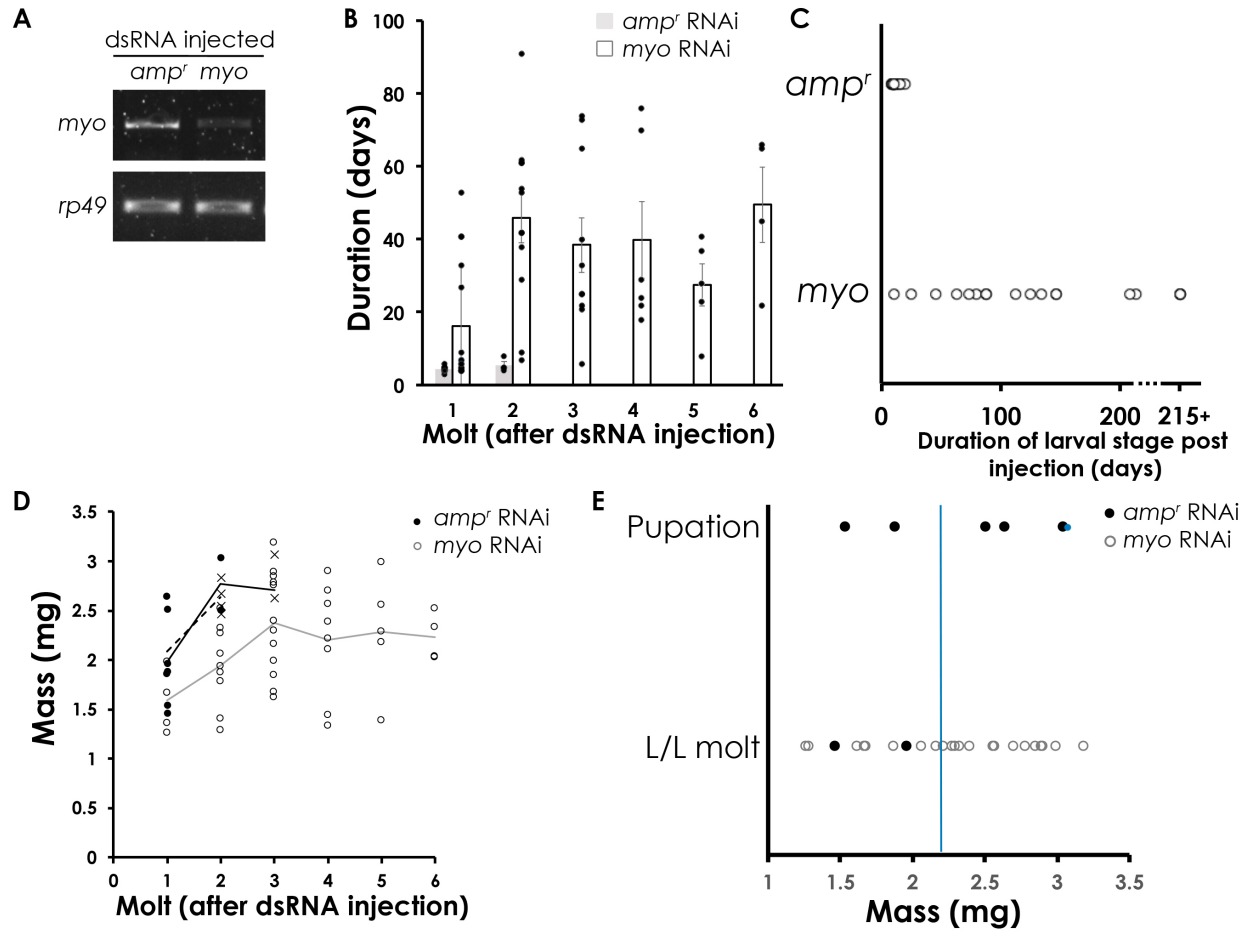 A
dsRNA injected
ampʳ myo
myo
rp49
B
ampʳ RNAi
myo RNAi
100
80
60
40
20
0
Duration (days)
1 2 3 4 5 6
Molt (after dsRNA injection)
C
ampʳ
myo
0 100 200 215+
Duration of larval stage post
injection (days)
D
ampʳ RNAi
myo RNAi
3.5
3
2.5
2
1.5
1
0.5
0
Mass (mg)
0 1 2 3 4 5 6
Molt (after dsRNA injection)
E
ampʳ RNAi
myo RNAi
Pupation
L/L molt
1 1.5 2 2.5 3 3.5
Mass (mg)